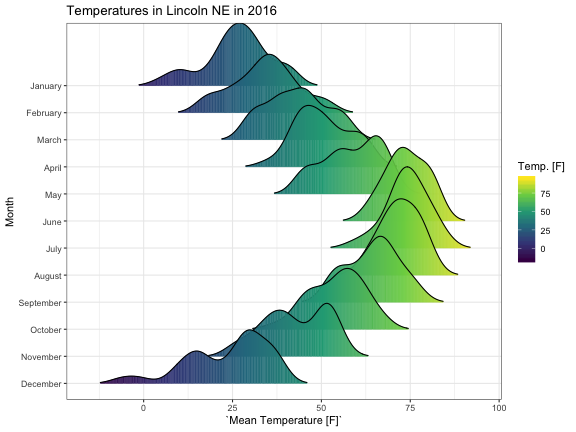 Temperatures in Lincoln NE in 2016
January
February
March
April
May
June
July
August
September
October
November
December
Month
0 25 50 75 100
`Mean Temperature [F]`
Temp. [F]
75
50
25
0